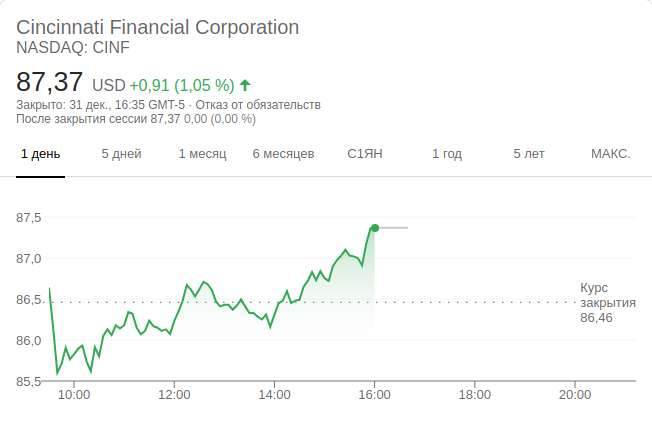 Cincinnati Financial Corporation
NASDAQ: CINF
87,37 USD +0,91 (1,05 %)
Закрыто: 31 дек., 16:35 GMT-5 · Отказ от обязательств
После закрытия сессии 87,37 0,00 (0,00 %)
1 день 5 дней 1 месяц 6 месяцев С1ЯН 1 год 5 лет МАКС.
87,5
87,0
86,5
86,0
85,5
Курс
закрытия
86,46
10:00 12:00 14:00 16:00 18:00 20:00